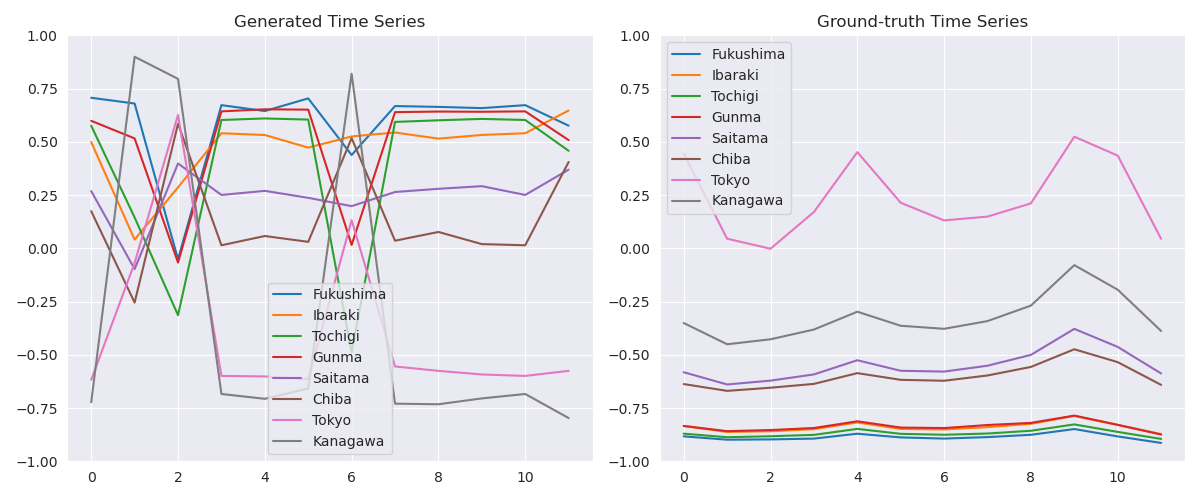 Generated Time Series
1.00
0.75
0.50
0.25
0.00
−0.25
−0.50
−0.75
−1.00
0 2 4 6 8 10
Fukushima
Ibaraki
Tochigi
Gunma
Saitama
Chiba
Tokyo
Kanagawa
Ground-truth Time Series
1.00
0.75
0.50
0.25
0.00
−0.25
−0.50
−0.75
−1.00
0 2 4 6 8 10
Fukushima
Ibaraki
Tochigi
Gunma
Saitama
Chiba
Tokyo
Kanagawa